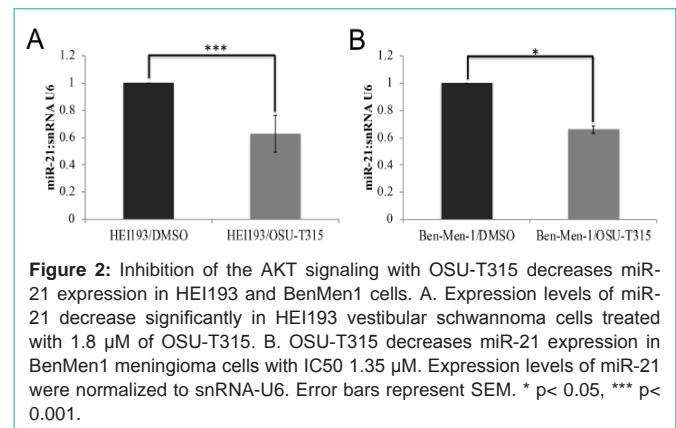 A
B
***
*
1.2
1
0.8
0.6
0.4
0.2
0
miR-21:snRNA U6
HEI193/DMSO
HEI193/OSU-T315
1.2
1
0.8
0.6
0.4
0.2
0
miR-21:snRNA U6
Ben-Men-1/DMSO
Ben-Men-1/OSU-T315
Figure 2: Inhibition of the AKT signaling with OSU-T315 decreases miR-
21 expression in HEI193 and BenMen1 cells. A. Expression levels of miR-
21 decrease significantly in HEI193 vestibular schwannoma cells treated
with 1.8 µM of OSU-T315. B. OSU-T315 decreases miR-21 expression in
BenMen1 meningioma cells with IC50 1.35 µM. Expression levels of miR-21
were normalized to snRNA-U6. Error bars represent SEM. * p< 0.05, *** p<
0.001.